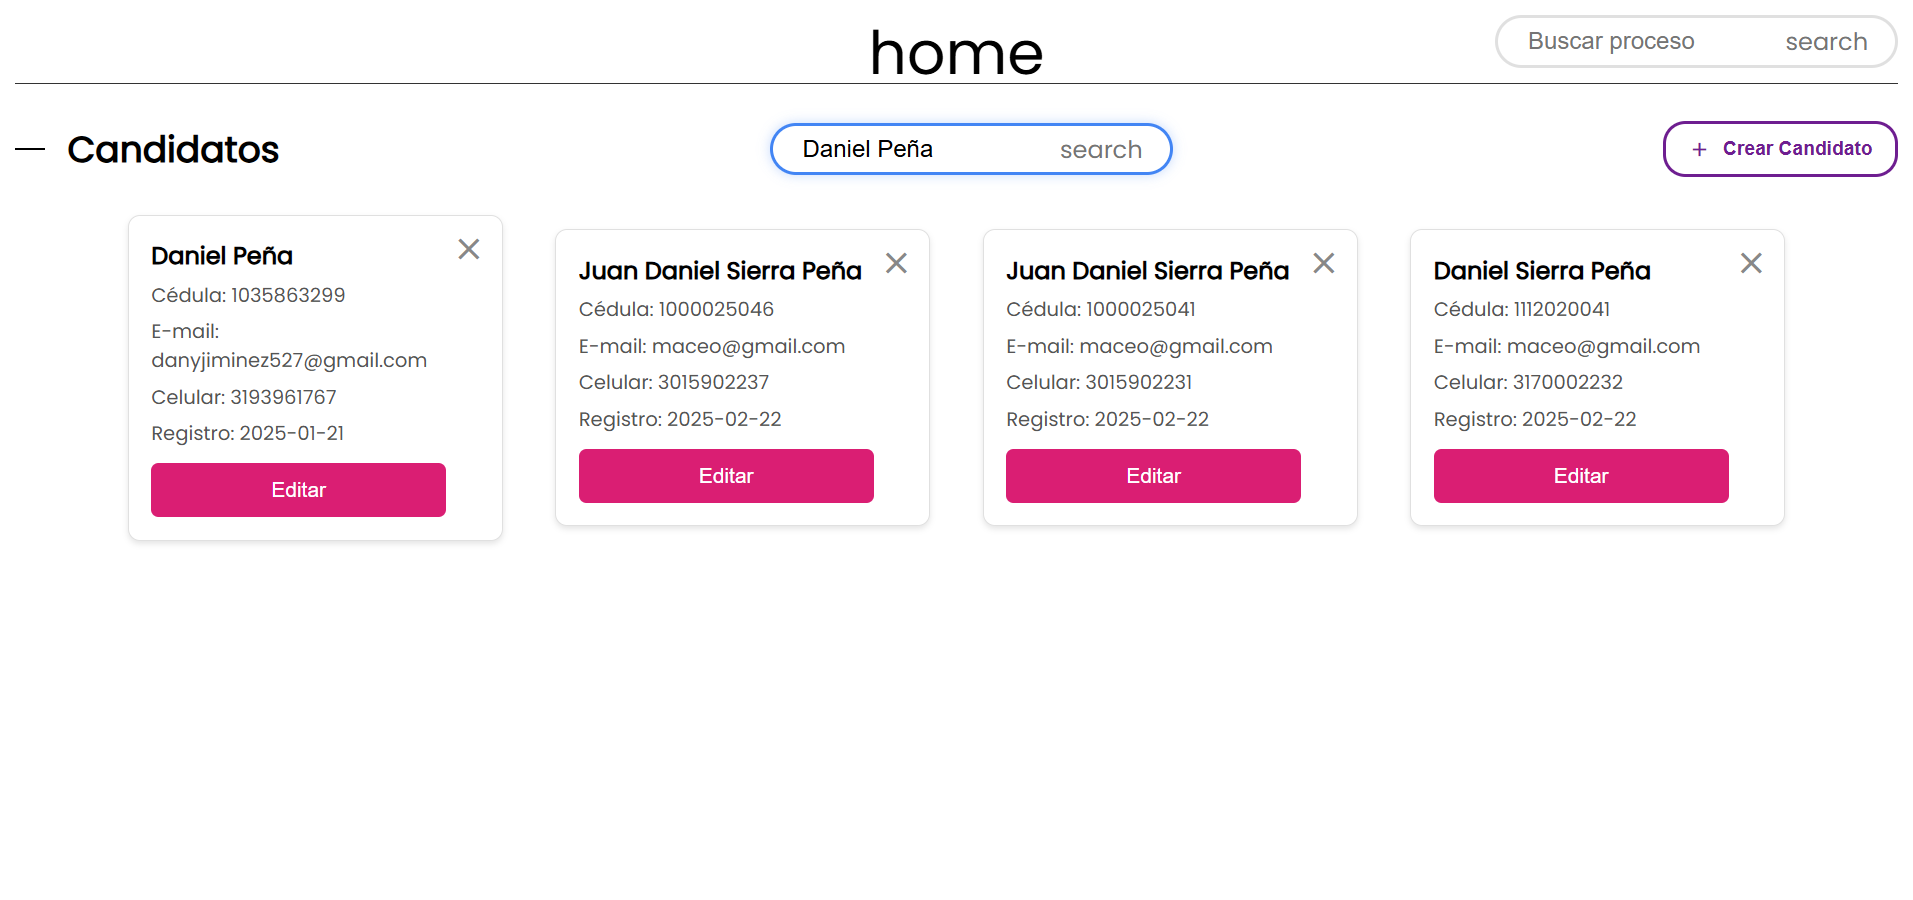 home
Buscar proceso search
Candidatos
Daniel Peña search
+ Crear Candidato
Daniel Peña
Cédula: 1035863299
E-mail:
danyjiminez527@gmail.com
Celular: 3193961767
Registro: 2025-01-21
Editar
Juan Daniel Sierra Peña
Cédula: 1000025046
E-mail: maceo@gmail.com
Celular: 3015902237
Registro: 2025-02-22
Editar
Juan Daniel Sierra Peña
Cédula: 1000025041
E-mail: maceo@gmail.com
Celular: 3015902231
Registro: 2025-02-22
Editar
Daniel Sierra Peña
Cédula: 1112020041
E-mail: maceo@gmail.com
Celular: 3170002232
Registro: 2025-02-22
Editar